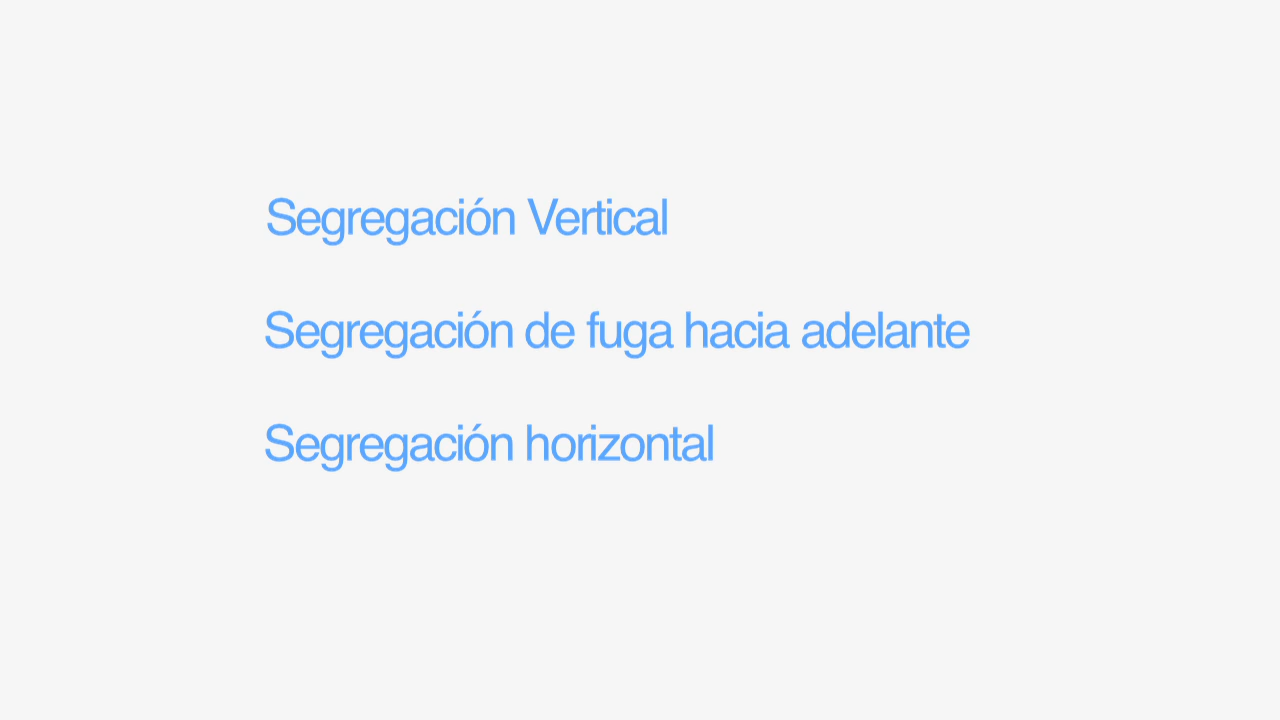 Segregación Vertical
Segregación de fuga hacia adelante
Segregación horizontal